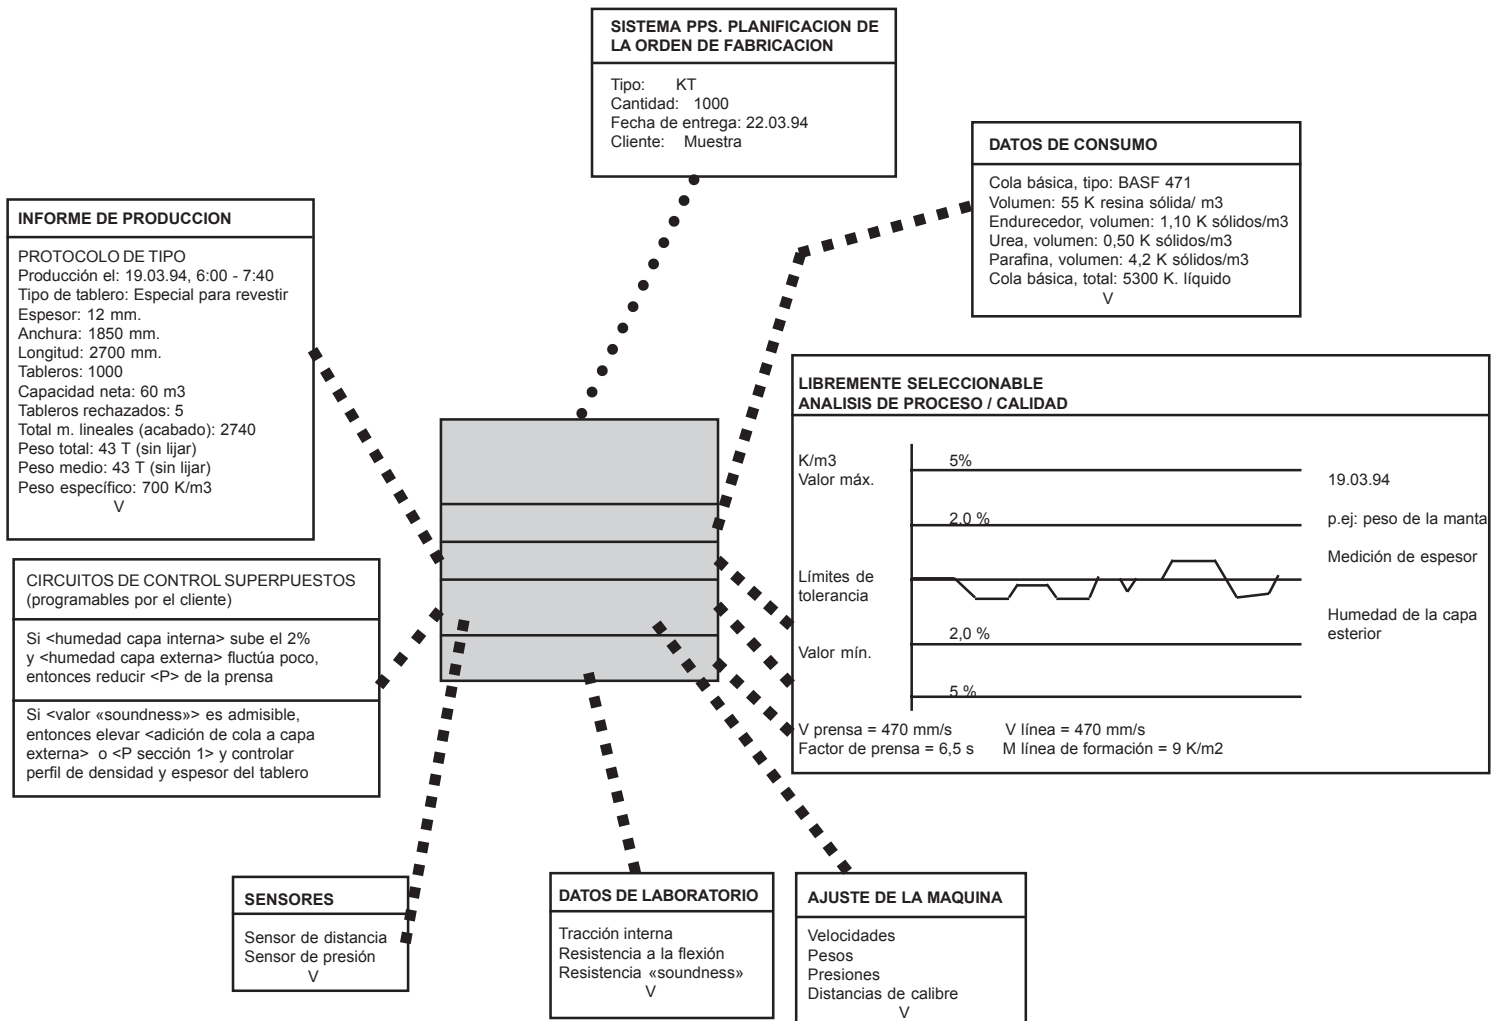 SISTEMA PPS. PLANIFICACION DE
LA ORDEN DE FABRICACION
Tipo: KT
Cantidad: 1000
Fecha de entrega: 22.03.94
Cliente: Muestra
DATOS DE CONSUMO
Cola básica, tipo: BASF 471
Volumen: 55 K resina sólida/ m3
Endurecedor, volumen: 1,10 K sólidos/m3
Urea, volumen: 0,50 K sólidos/m3
Parafina, volumen: 4,2 K sólidos/m3
Cola básica, total: 5300 K. líquido
V
INFORME DE PRODUCCION
PROTOCOLO DE TIPO
Producción el: 19.03.94, 6:00 - 7:40
Tipo de tablero: Especial para revestir
Espesor: 12 mm.
Anchura: 1850 mm.
Longitud: 2700 mm.
Tableros: 1000
Capacidad neta: 60 m3
Tableros rechazados: 5
Total m. lineales (acabado): 2740
Peso total: 43 T (sin lijar)
Peso medio: 43 T (sin lijar)
Peso específico: 700 K/m3
V
LIBREMENTE SELECCIONABLE
ANALISIS DE PROCESO / CALIDAD
K/m3
Valor máx.
5%
19.03.94
2,0 %
p.ej: peso de la manta
Medición de espesor
Límites de
tolerancia
Humedad de la capa
esterior
2,0 %
Valor mín.
5 %
V prensa = 470 mm/s V línea = 470 mm/s
Factor de prensa = 6,5 s M línea de formación = 9 K/m2
CIRCUITOS DE CONTROL SUPERPUESTOS
(programables por el cliente)
Si <humedad capa interna> sube el 2%
y <humedad capa externa> fluctúa poco,
entonces reducir <P> de la prensa
Si <valor «soundness»> es admisible,
entonces elevar <adición de cola a capa
externa> o <P sección 1> y controlar
perfil de densidad y espesor del tablero
SENSORES
Sensor de distancia
Sensor de presión
V
DATOS DE LABORATORIO
Tracción interna
Resistencia a la flexión
Resistencia «soundness»
V
AJUSTE DE LA MAQUINA
Velocidades
Pesos
Presiones
Distancias de calibre
V